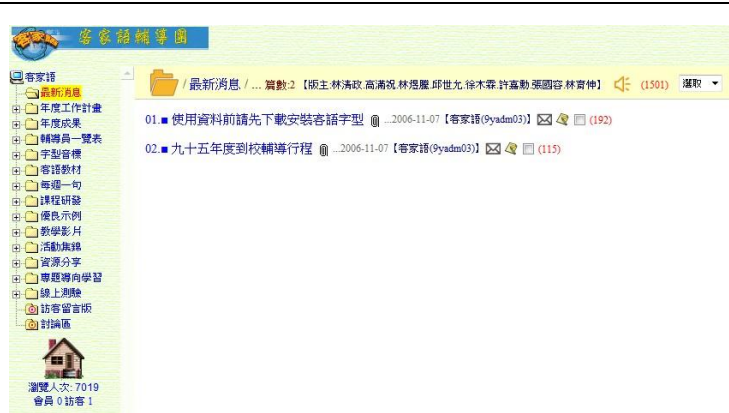 客家語輔導團
客家語
最新消息
年度工作計畫
年度成果
輔導員一覽表
字型音標
客語教材
每週一句
課程研發
優良示例
教學影片
活動集錦
資源分享
專題導向學習
線上測驗
訪客留言版
討論區
瀏覽人次: 7019
會員 0 訪客 1
/ 最新消息 / ... 篇數:2 【版主:林清政.高滿祝.林煜騰.邱世允.徐木霖.許嘉勳.張國容.林育伸】 (1501) 選取
01.■ 使用資料前請先下載安裝客語字型 ...2006-11-07【客家語(9yadm03)】 (192)
02.■ 九十五年度到校輔導行程 ...2006-11-07【客家語(9yadm03)】 (115)